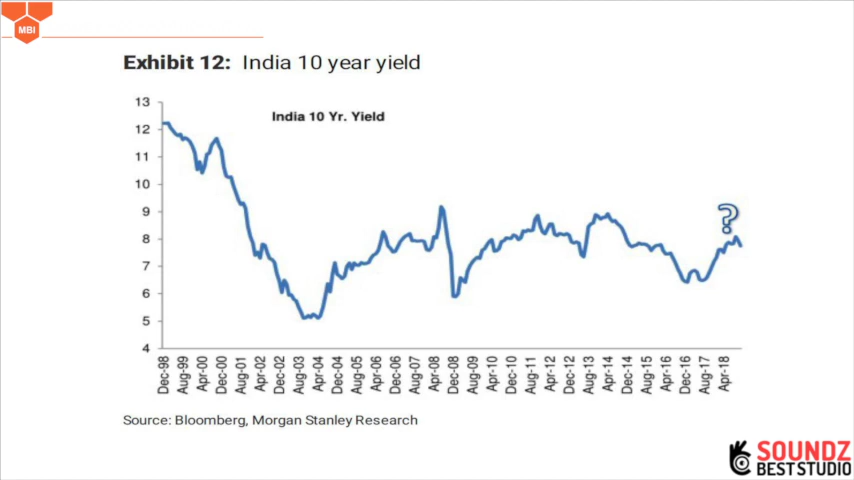 MBI
Exhibit 12: India 10 year yield
India 10 Yr. Yield
13
12
11
10
9
8
7
6
5
4
?
Dec-98 Aug-99 Apr-00 Dec-00 Aug-01 Apr-02 Dec-02 Aug-03 Apr-04 Dec-04 Aug-05 Apr-06 Dec-06 Aug-07 Apr-08 Dec-08 Aug-09 Apr-10 Dec-10 Aug-11 Apr-12 Dec-12 Aug-13 Apr-14 Dec-14 Aug-15 Apr-16 Dec-16 Aug-17 Apr-18
Source: Bloomberg, Morgan Stanley Research
SOUNDZ
BEST STUDIO